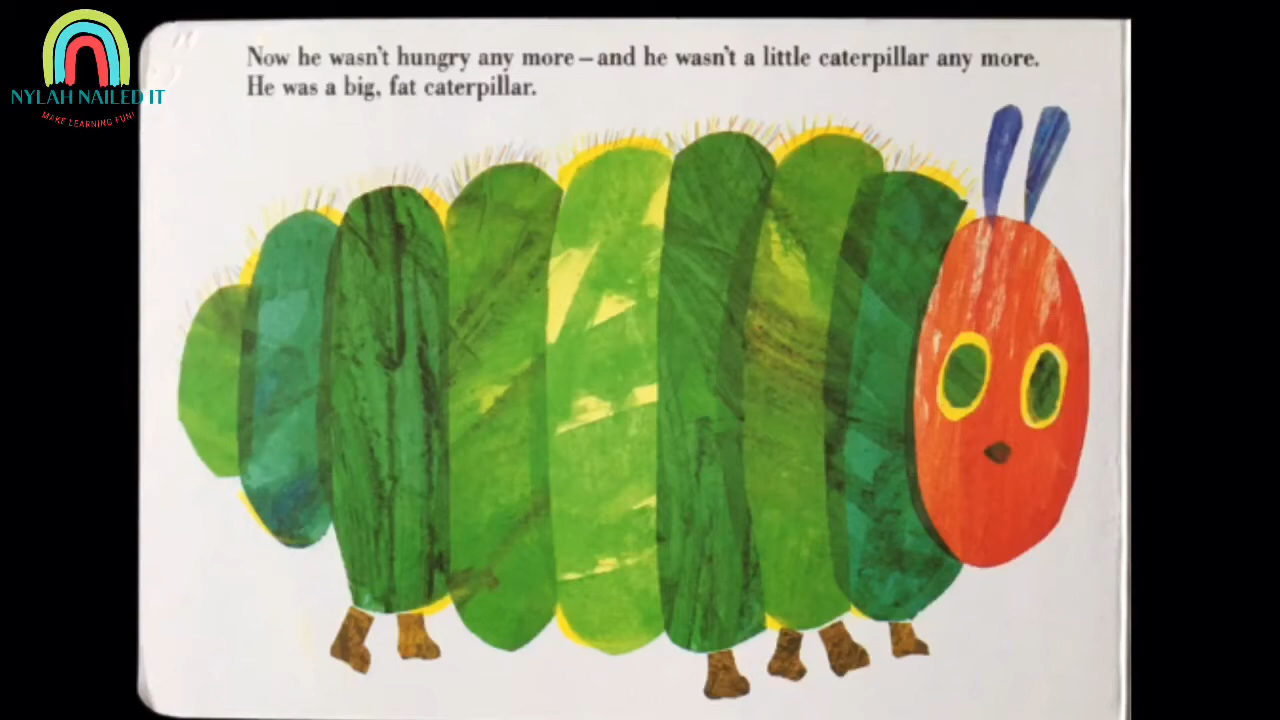 Now he wasn't hungry any more – and he wasn't a little caterpillar any more.
He was a big, fat caterpillar.
NYLAH NAILED IT
MAKE LEARNING FUN!